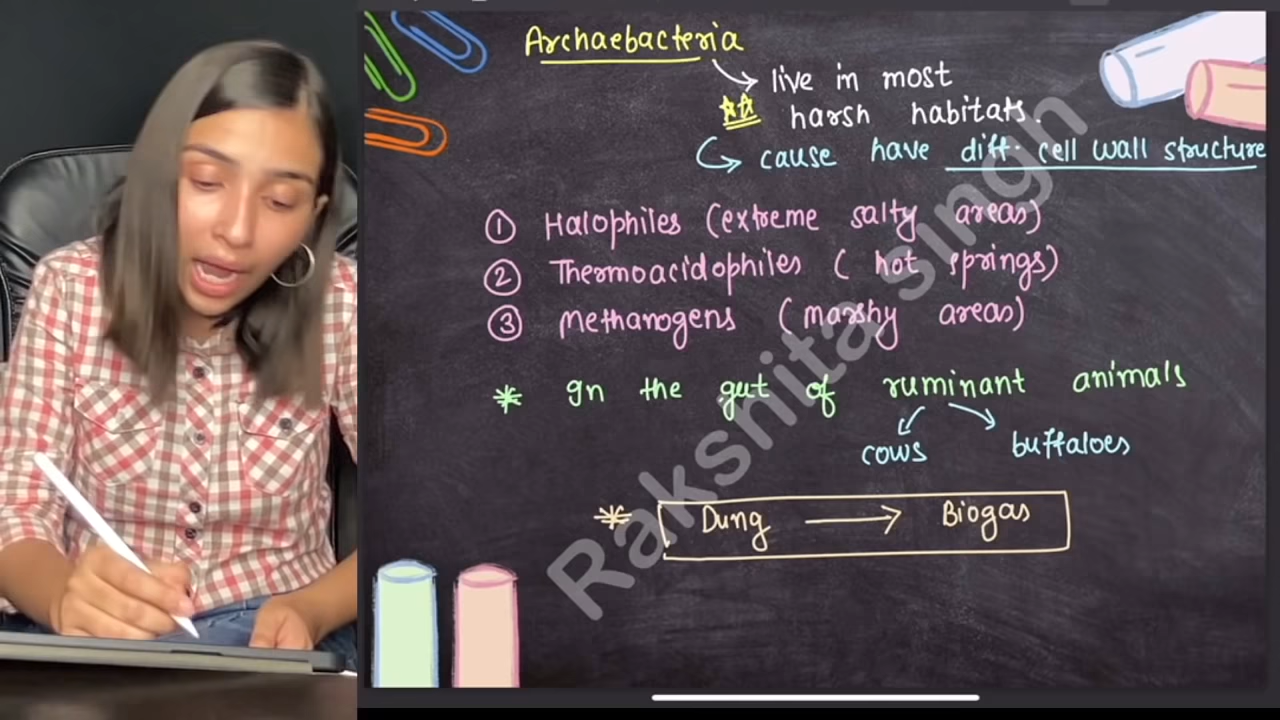 Archaebacteria
live in most
harsh habitats.
cause have diff. cell wall structure
① Halophiles (extreme salty areas)
② Thermoacidophiles ( hot springs)
③ Methanogens (marshy areas)
* In the gut of ruminant animals
cows buffaloes
* Dung → Biogas
Rakshita singh